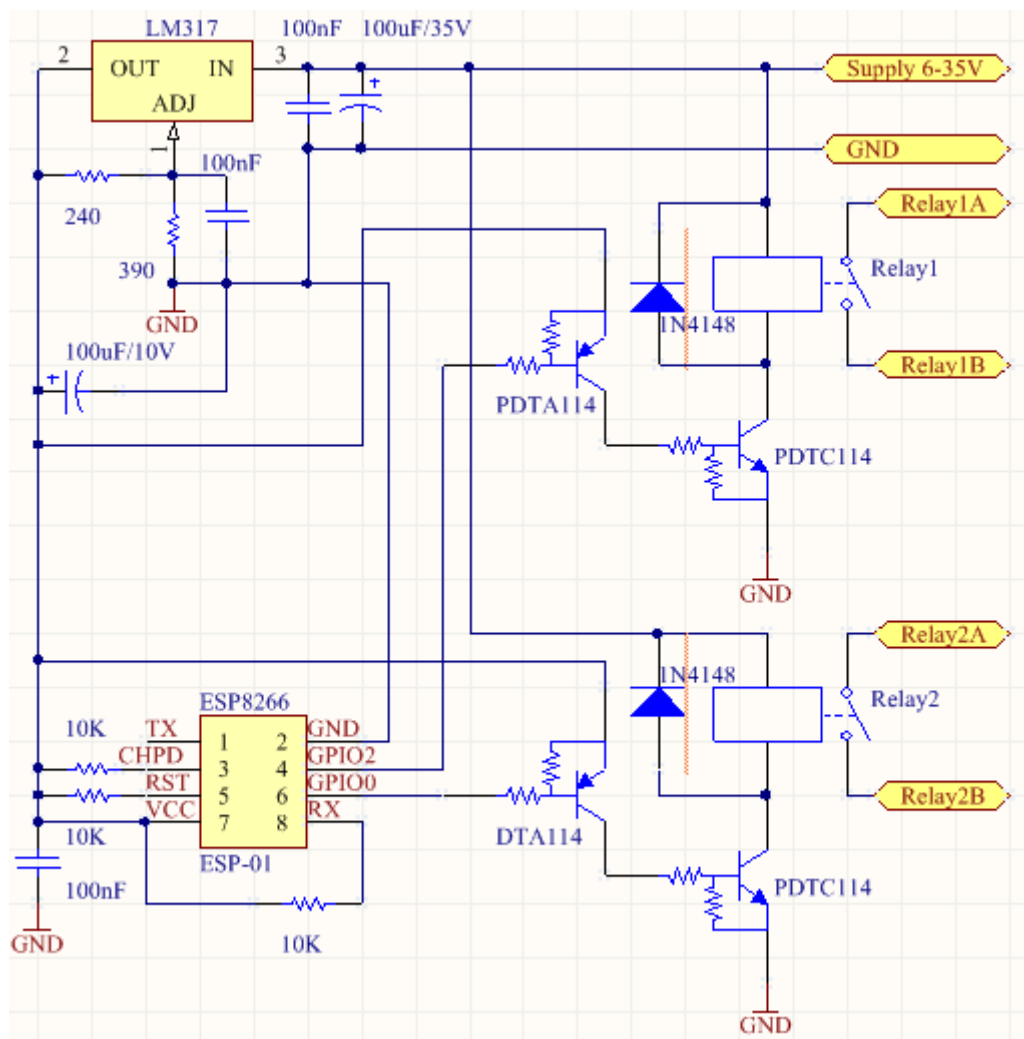 LM317
100nF
100uF/35V
2
OUT
IN
3
ADJ
1
Supply 6-35V
GND
100nF
240
390
GND
100uF/10V
Relay1A
Relay1
1N4148
Relay1B
PDTA114
PDTC114
GND
Relay2A
1N4148
Relay2
Relay2B
ESP8266
10K
TX
1
2
GND
CHPD
3
4
GPIO2
RST
5
6
GPIO0
VCC
7
8
RX
10K
ESP-01
100nF
GND
10K
DTA114
PDTC114
GND